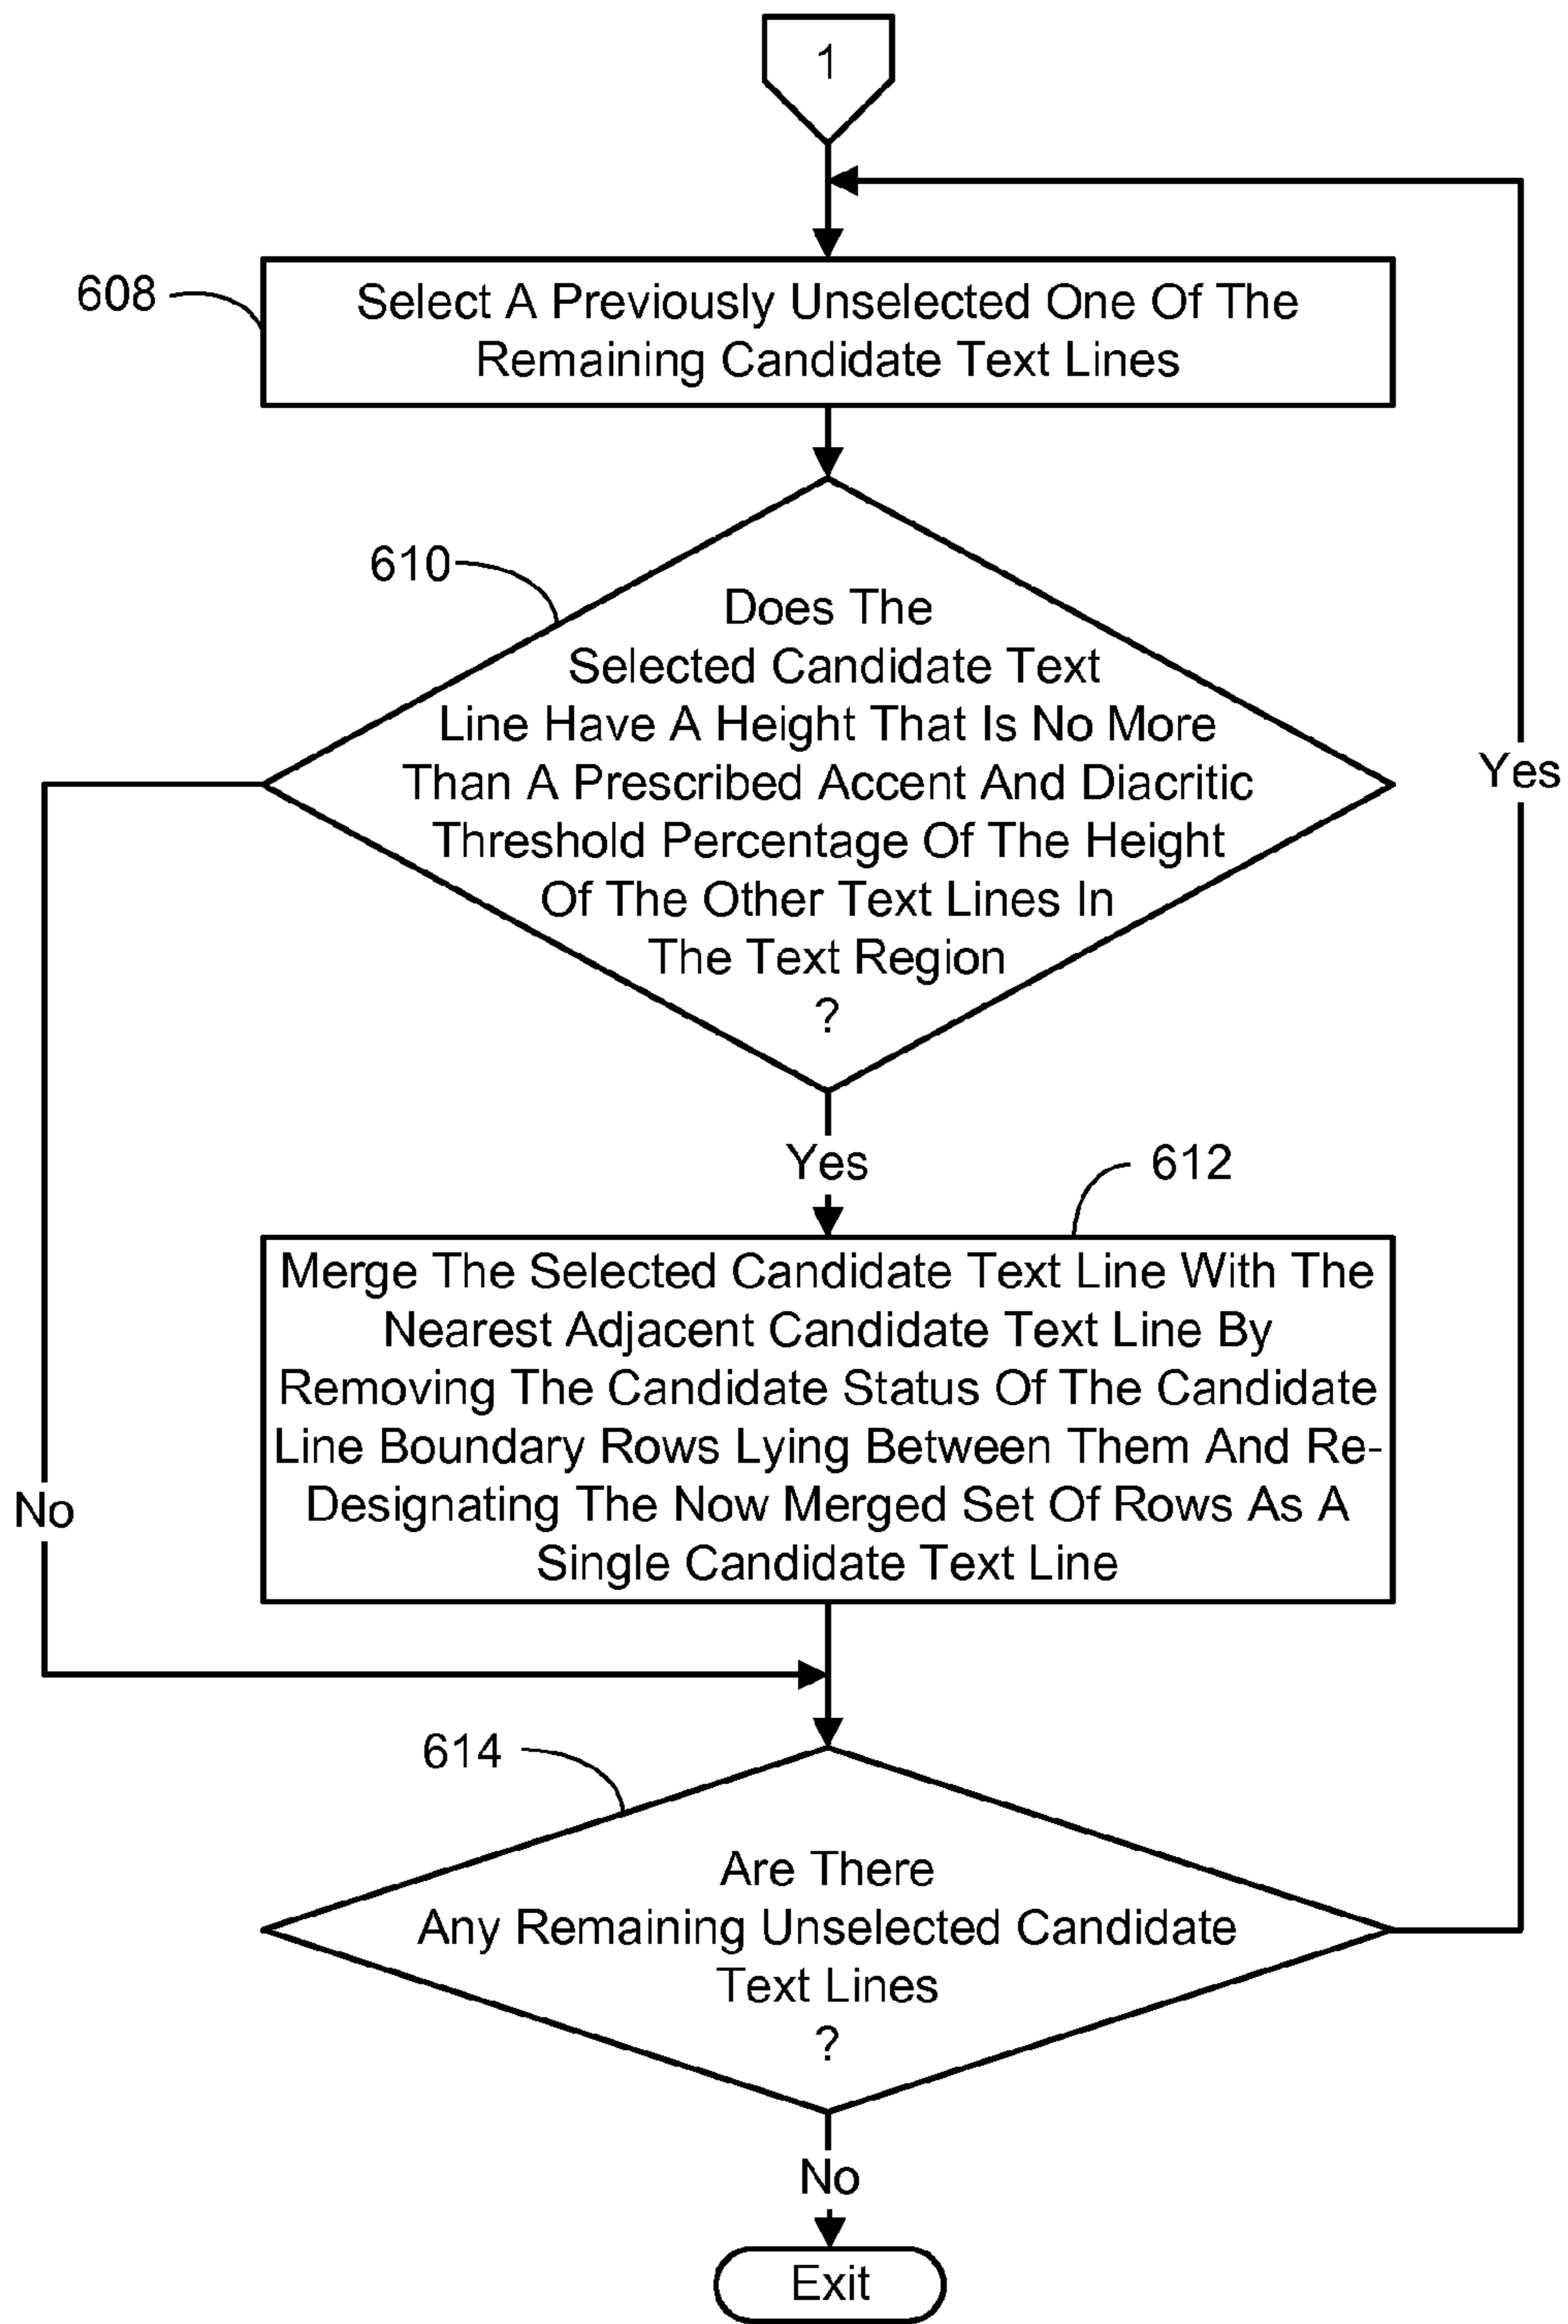 1
608
Select A Previously Unselected One Of The
Remaining Candidate Text Lines
610
Does The
Selected Candidate Text
Line Have A Height That Is No More
Than A Prescribed Accent And Diacritic
Threshold Percentage Of The Height
Of The Other Text Lines In
The Text Region
?
Yes
Yes
612
Merge The Selected Candidate Text Line With The
Nearest Adjacent Candidate Text Line By
Removing The Candidate Status Of The Candidate
Line Boundary Rows Lying Between Them And Re-
Designating The Now Merged Set Of Rows As A
Single Candidate Text Line
No
614
Are There
Any Remaining Unselected Candidate
Text Lines
?
No
Exit